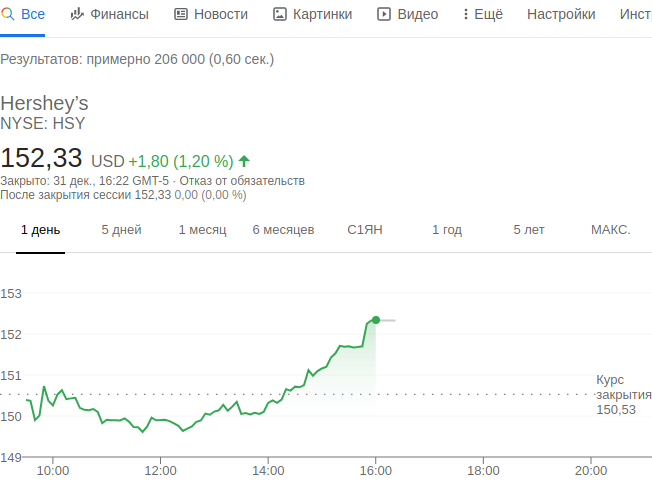 Все Финансы Новости Картинки Видео Ещё Настройки Инст
Результатов: примерно 206 000 (0,60 сек.)
Hershey’s
NYSE: HSY
152,33 USD +1,80 (1,20 %)
Закрыто: 31 дек., 16:22 GMT-5 · Отказ от обязательств
После закрытия сессии 152,33 0,00 (0,00 %)
1 день 5 дней 1 месяц 6 месяцев С1ЯН 1 год 5 лет МАКС.
153
152
151
150
149
Курс
закрытия
150,53
10:00 12:00 14:00 16:00 18:00 20:00